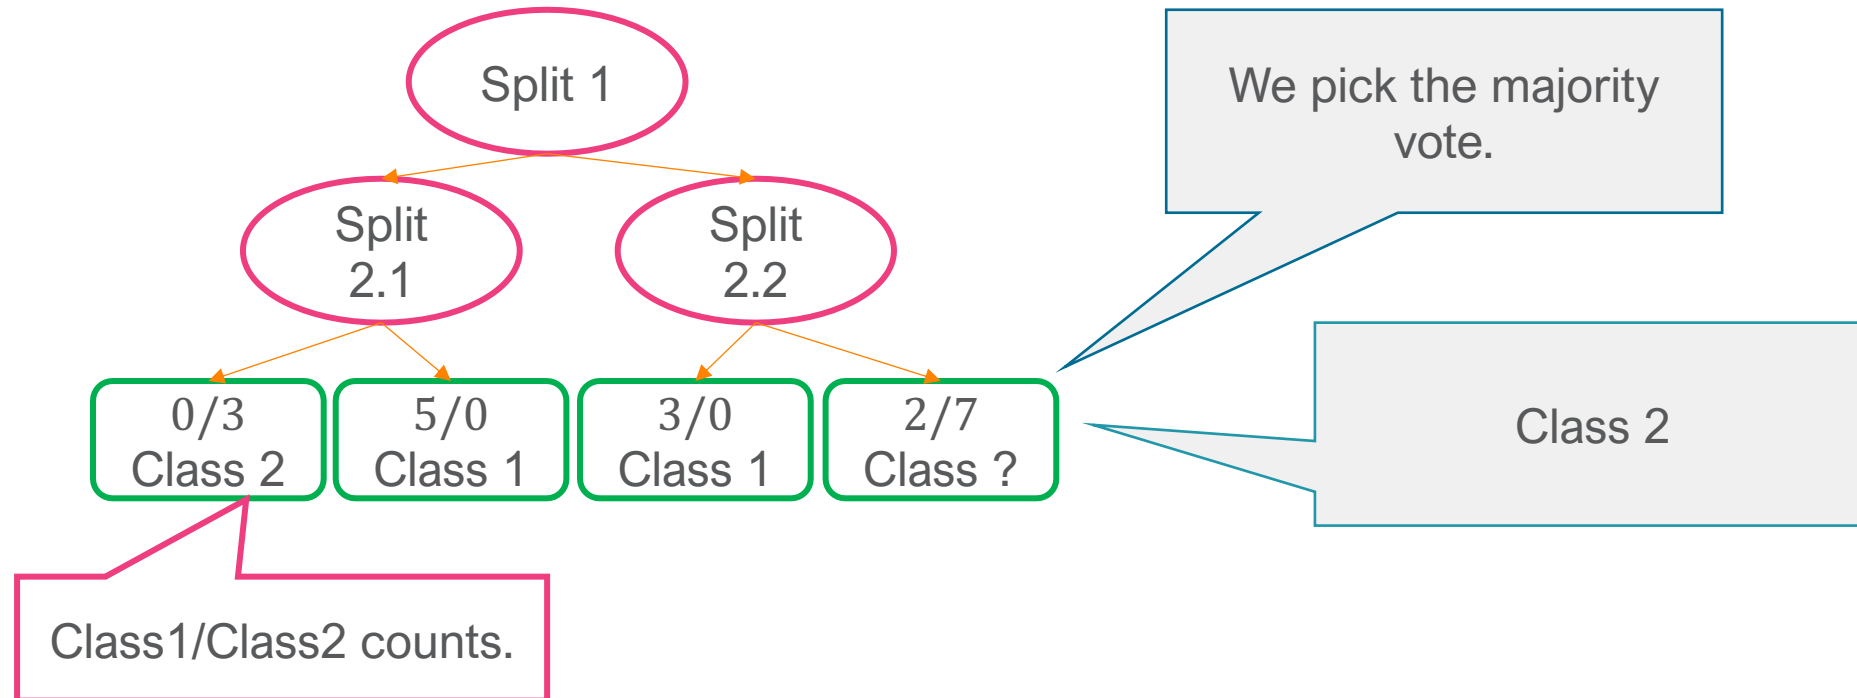 Split 1
We pick the majority
vote.
Split
2.1
Split
2.2
0/3
Class 2
5/0
Class 1
3/0
Class 1
2/7
Class ?
Class 2
Class1/Class2 counts.